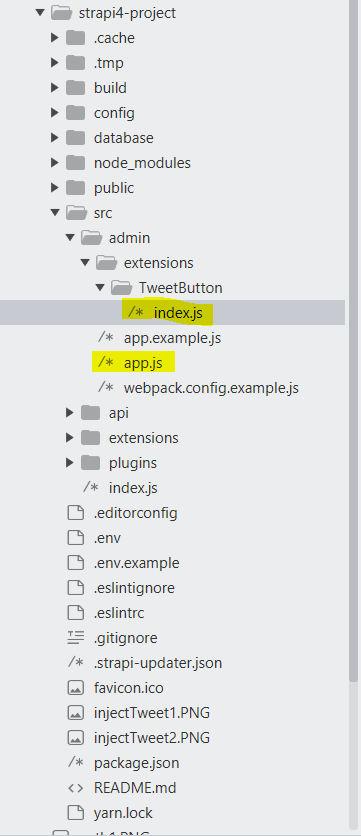 strapi4-project
.cache
.tmp
build
config
database
node_modules
public
src
admin
extensions
TweetButton
/* index.js
/* app.example.js
/* app.js
/* webpack.config.example.js
api
extensions
plugins
/* index.js
.editorconfig
.env
.env.example
.eslintignore
.eslintrc
.gitignore
/* .strapi-updater.json
favicon.ico
injectTweet1.PNG
injectTweet2.PNG
/* package.json
<> README.md
yarn.lock